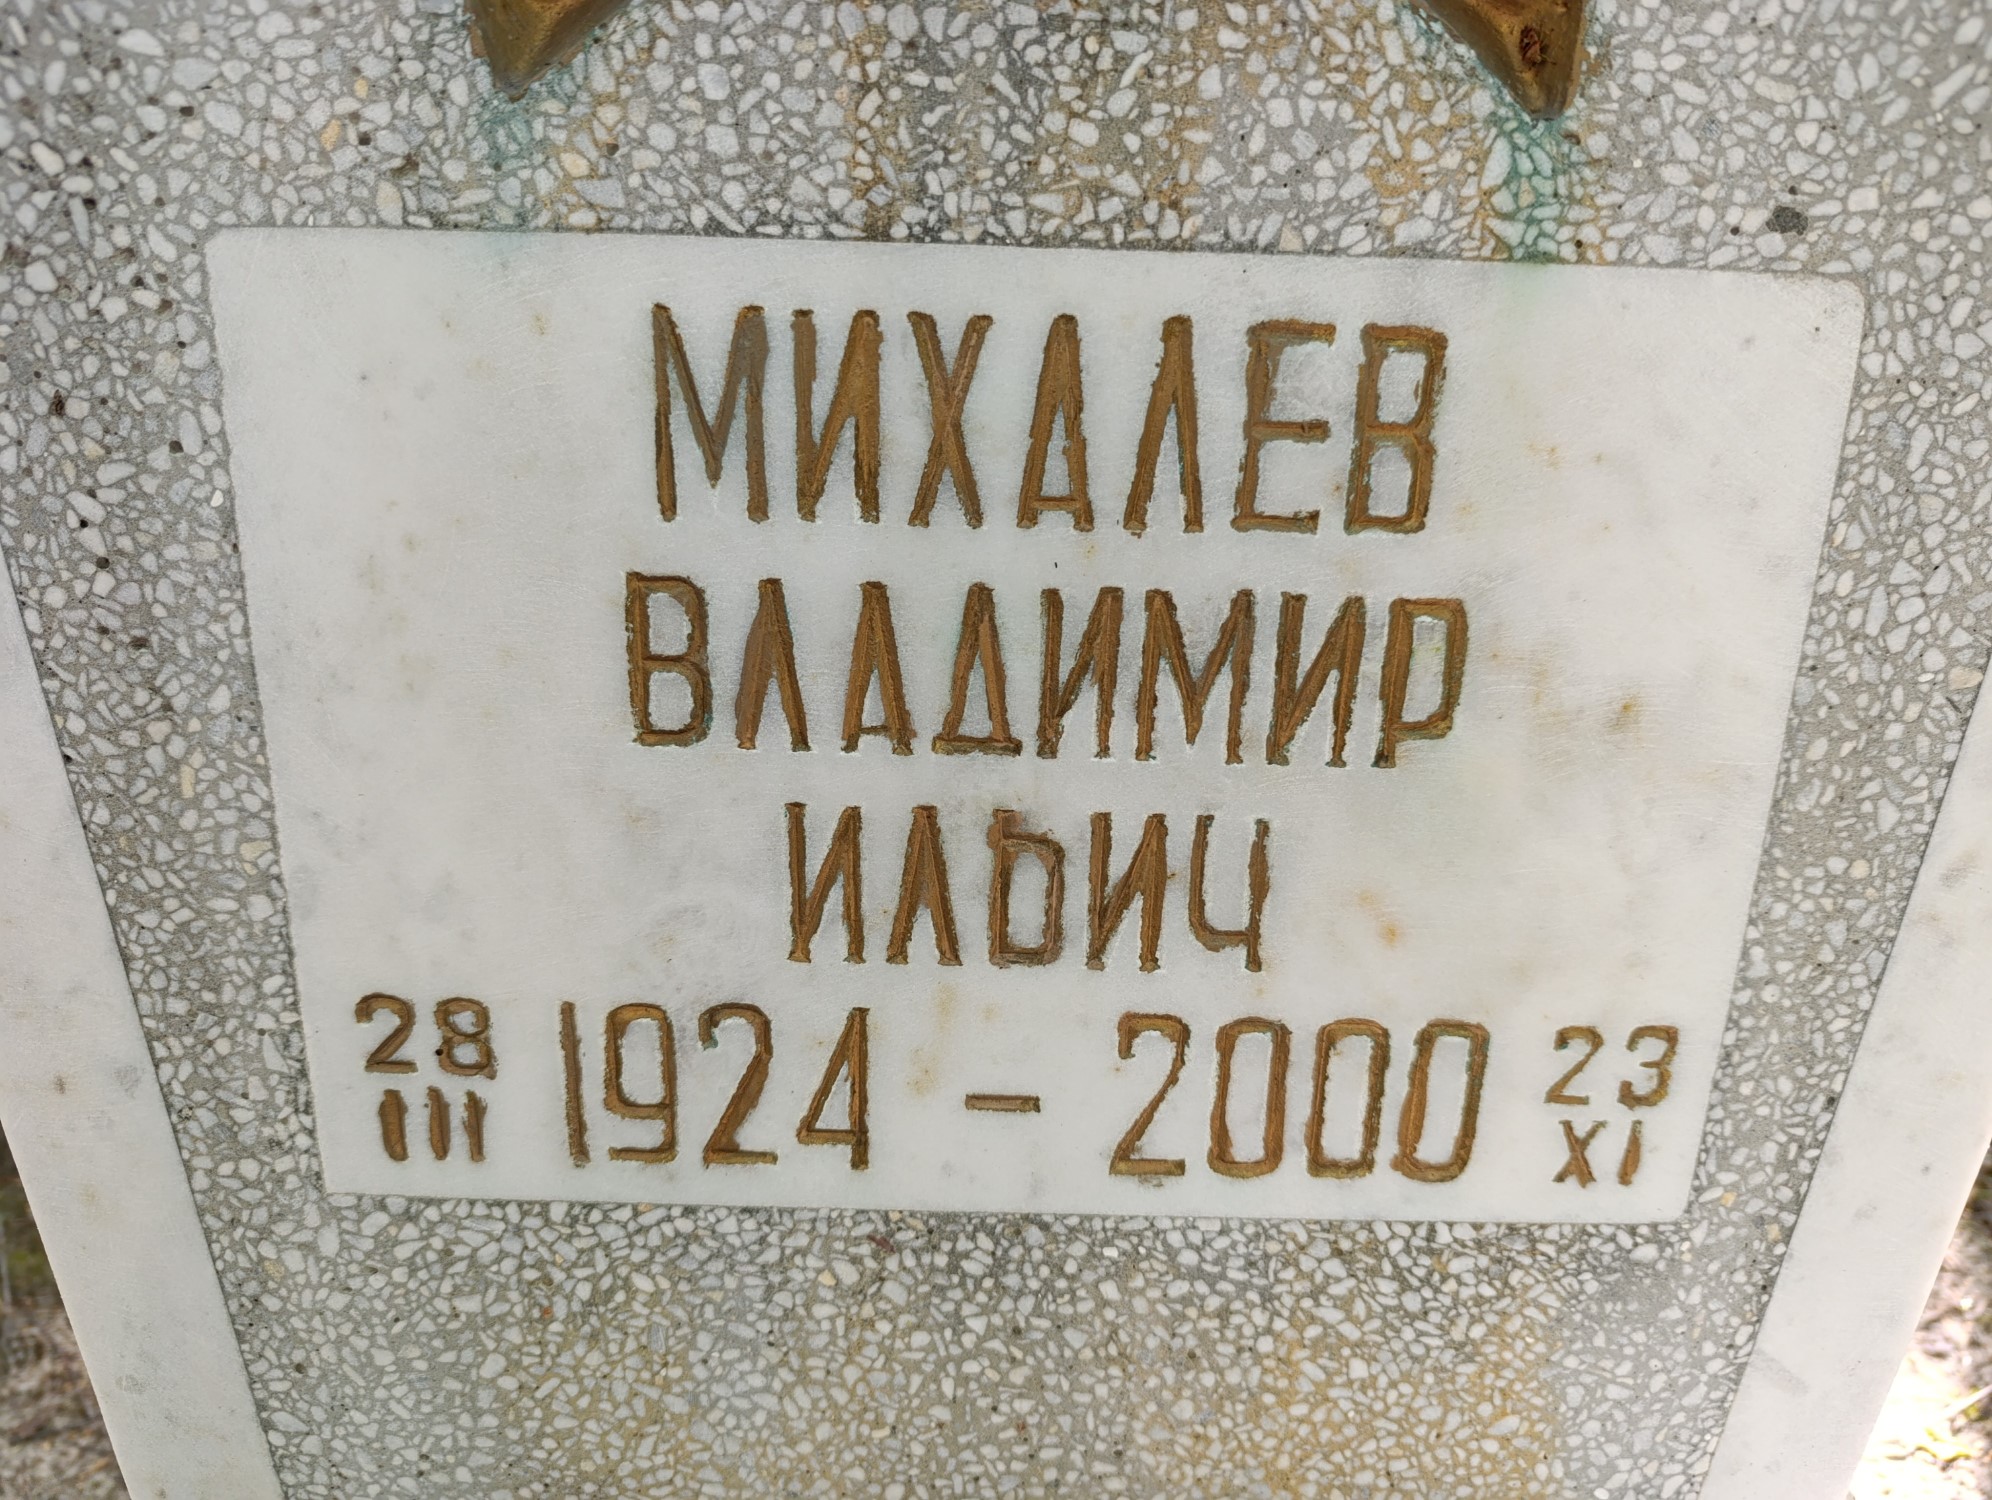 МИХАЛЕВ
ВЛАДИМИР
ИЛЬИЧ
28 III 1924 – 2000 23 XI